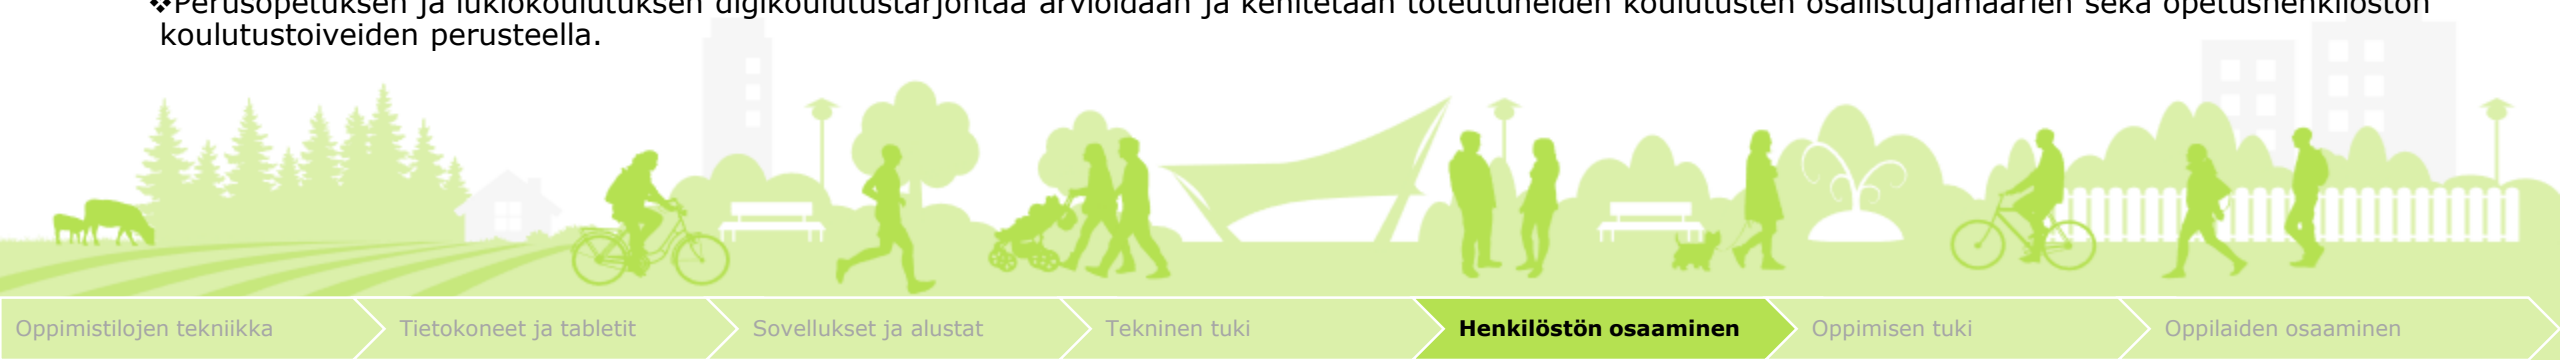 ❖Perusopetuksen ja lukiokoulutuksen digikoulutustarjontaa arvioidaan ja kehitetään toteutuneiden koulutusten osallistujamäärien sekä opetushenkilöstön
koulutustoiveiden perusteella.
Oppimistilojen tekniikka
Tietokoneet ja tabletit
Sovellukset ja alustat
Tekninen tuki
Henkilöstön osaaminen
Oppimisen tuki
Oppilaiden osaaminen